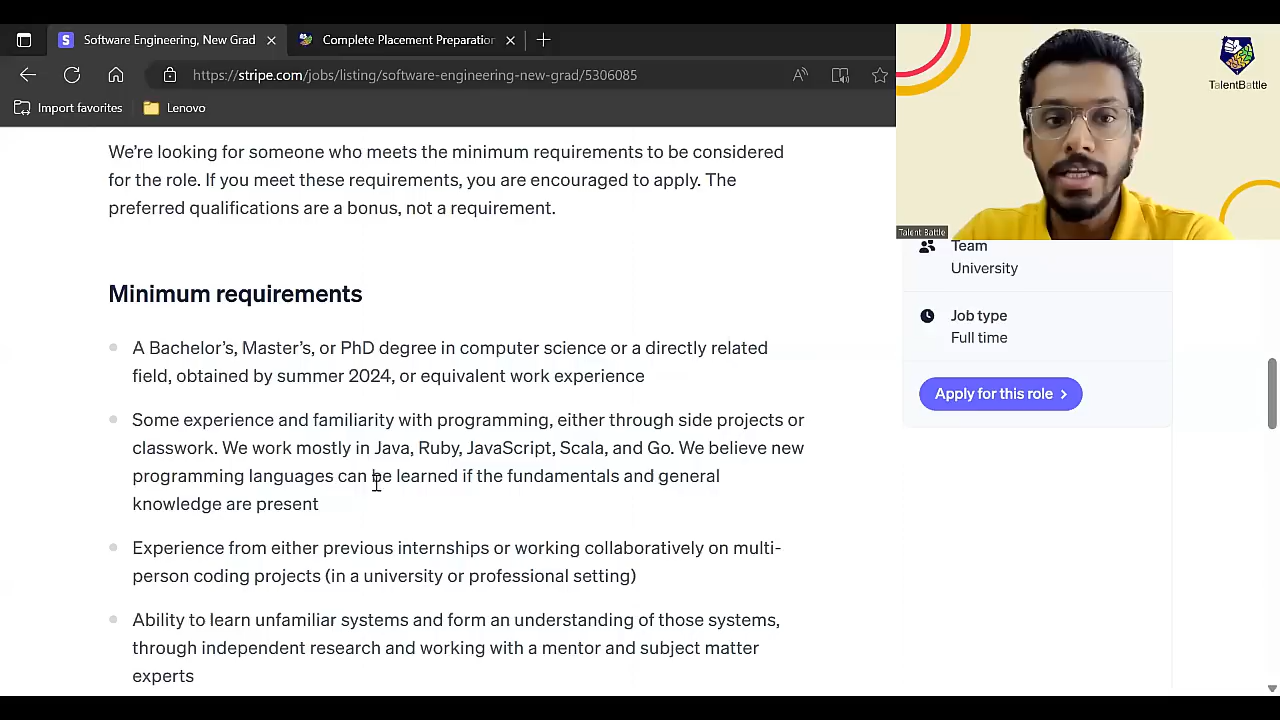 Software Engineering, New Grad
Complete Placement Preparation
https://stripe.com/jobs/listing/software-engineering-new-grad/5306085
Import favorites
Lenovo
TalentBattle
Talent Battle
We’re looking for someone who meets the minimum requirements to be considered
for the role. If you meet these requirements, you are encouraged to apply. The
preferred qualifications are a bonus, not a requirement.
Minimum requirements
A Bachelor’s, Master’s, or PhD degree in computer science or a directly related
field, obtained by summer 2024, or equivalent work experience
Some experience and familiarity with programming, either through side projects or
classwork. We work mostly in Java, Ruby, JavaScript, Scala, and Go. We believe new
programming languages can be learned if the fundamentals and general
knowledge are present
Experience from either previous internships or working collaboratively on multi-
person coding projects (in a university or professional setting)
Ability to learn unfamiliar systems and form an understanding of those systems,
through independent research and working with a mentor and subject matter
experts
Team
University
Job type
Full time
Apply for this role